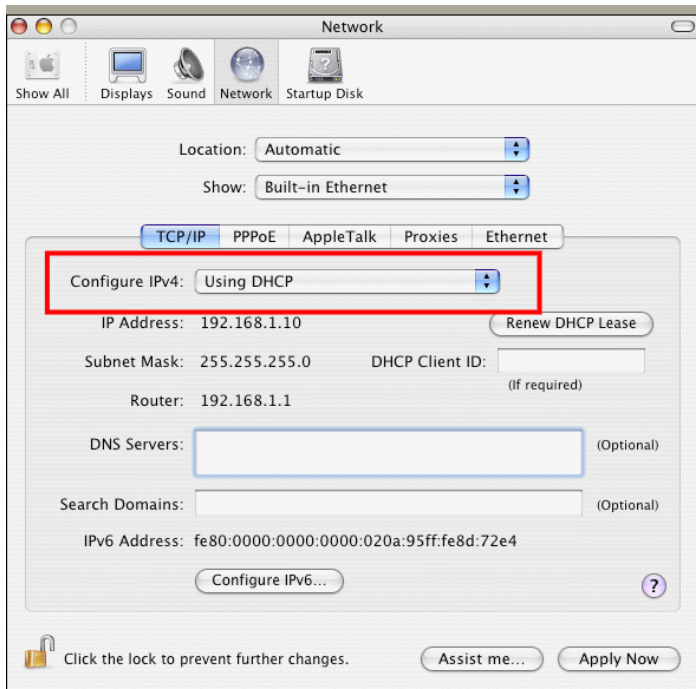 Network
Show All Displays Sound Network Startup Disk
Location: Automatic
Show: Built-in Ethernet
TCP/IP PPPoE AppleTalk Proxies Ethernet
Configure IPv4: Using DHCP
IP Address: 192.168.1.10 Renew DHCP Lease
Subnet Mask: 255.255.255.0 DHCP Client ID:
(If required)
Router: 192.168.1.1
DNS Servers: (Optional)
Search Domains: (Optional)
IPv6 Address: fe80:0000:0000:0000:020a:95ff:fe8d:72e4
Configure IPv6... ?
Click the lock to prevent further changes. Assist me... Apply Now